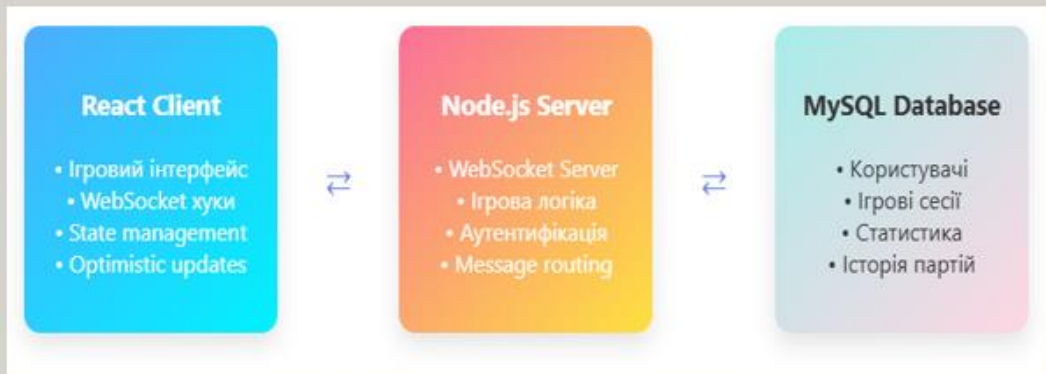 React Client
• Ігровий інтерфейс
• WebSocket хуки
• State management
• Optimistic updates
Node.js Server
• WebSocket Server
• Ігрова логіка
• Аутентифікація
• Message routing
MySQL Database
• Користувачі
• Ігрові сесії
• Статистика
• Історія партій